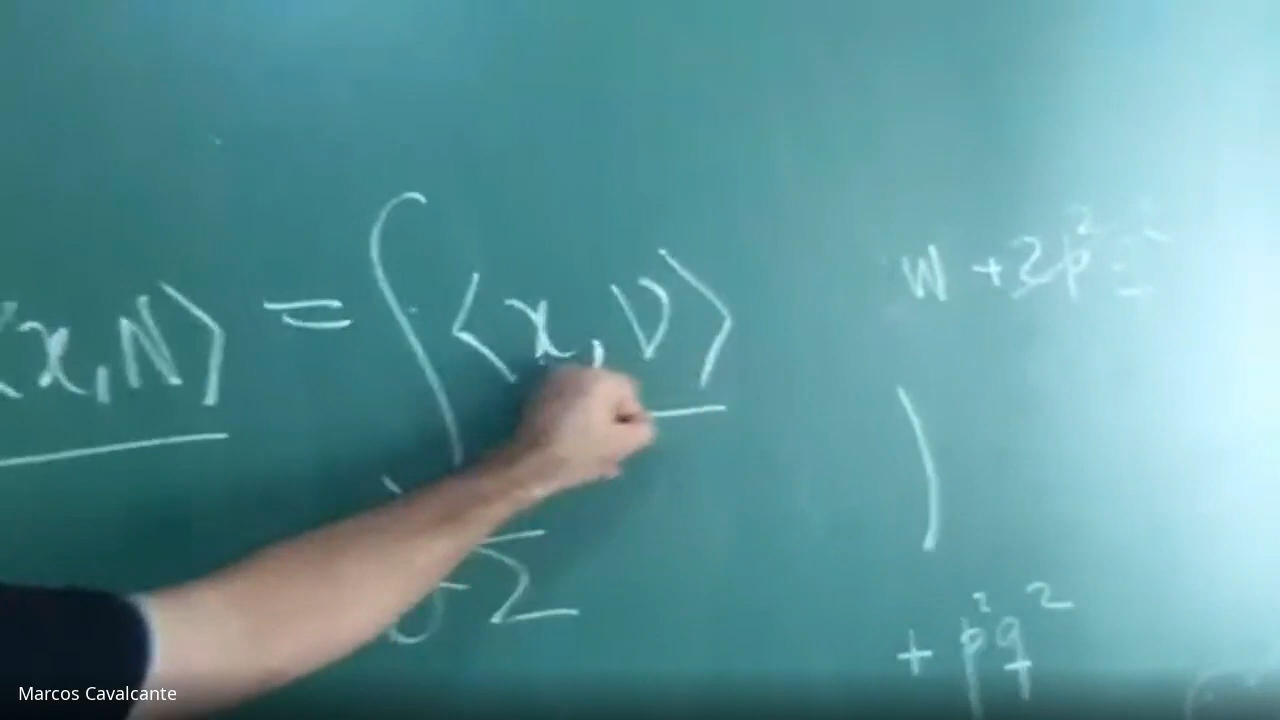 ⟨x, N⟩ = ∫ ⟨x, ν⟩
∂Σ
W + 2p²
)
+ p²q²
Marcos Cavalcante